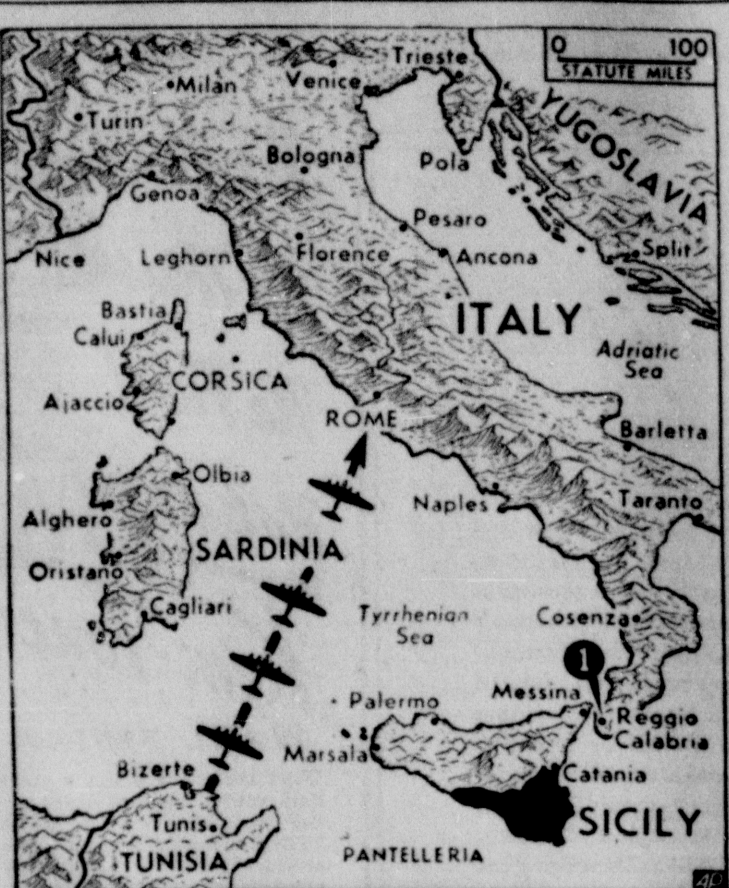 0 100
STATUTE MILES
Trieste
Milan
Venice
Turin
YUGOSLAVIA
Bologna
Pola
Genoa
Pesaro
Nice
Leghorn
Florence
Ancona
Split
Bastia
ITALY
Calui
Adriatic
Sea
CORSICA
Ajaccio
ROME
Barletta
Olbia
Naples
Taranto
Alghero
SARDINIA
Oristano
Cagliari
Tyrrhenian
Sea
Cosenza
1
Messina
Palermo
Reggio
Calabria
Marsala
Bizerte
Catania
Tunis
SICILY
TUNISIA
PANTELLERIA
AP